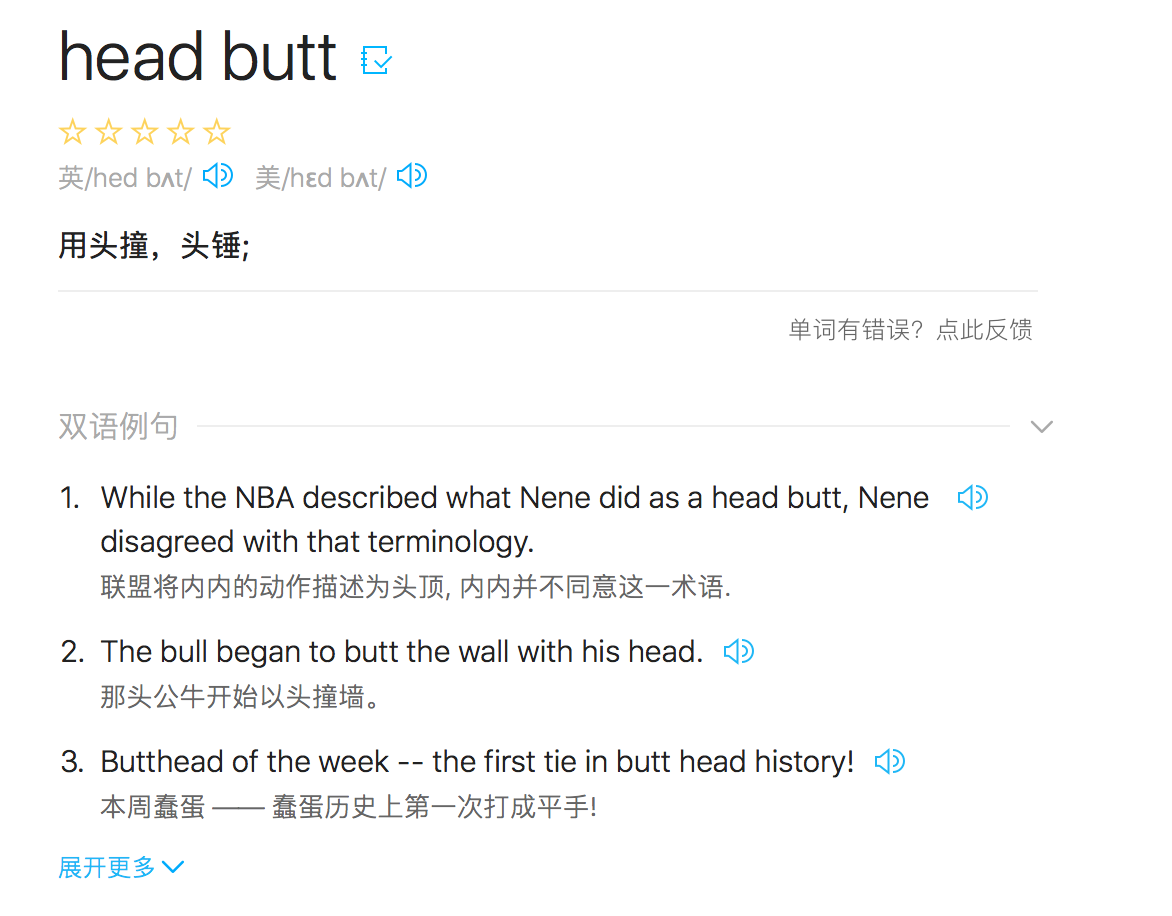 head butt
英/hed bʌt/ 美/hɛd bʌt/
用头撞，头锤;
单词有错误？点此反馈
双语例句
1. While the NBA described what Nene did as a head butt, Nene
disagreed with that terminology.
联盟将内内的动作描述为头顶, 内内并不同意这一术语.
2. The bull began to butt the wall with his head.
那头公牛开始以头撞墙。
3. Butthead of the week -- the first tie in butt head history!
本周蠢蛋 —— 蠢蛋历史上第一次打成平手!
展开更多